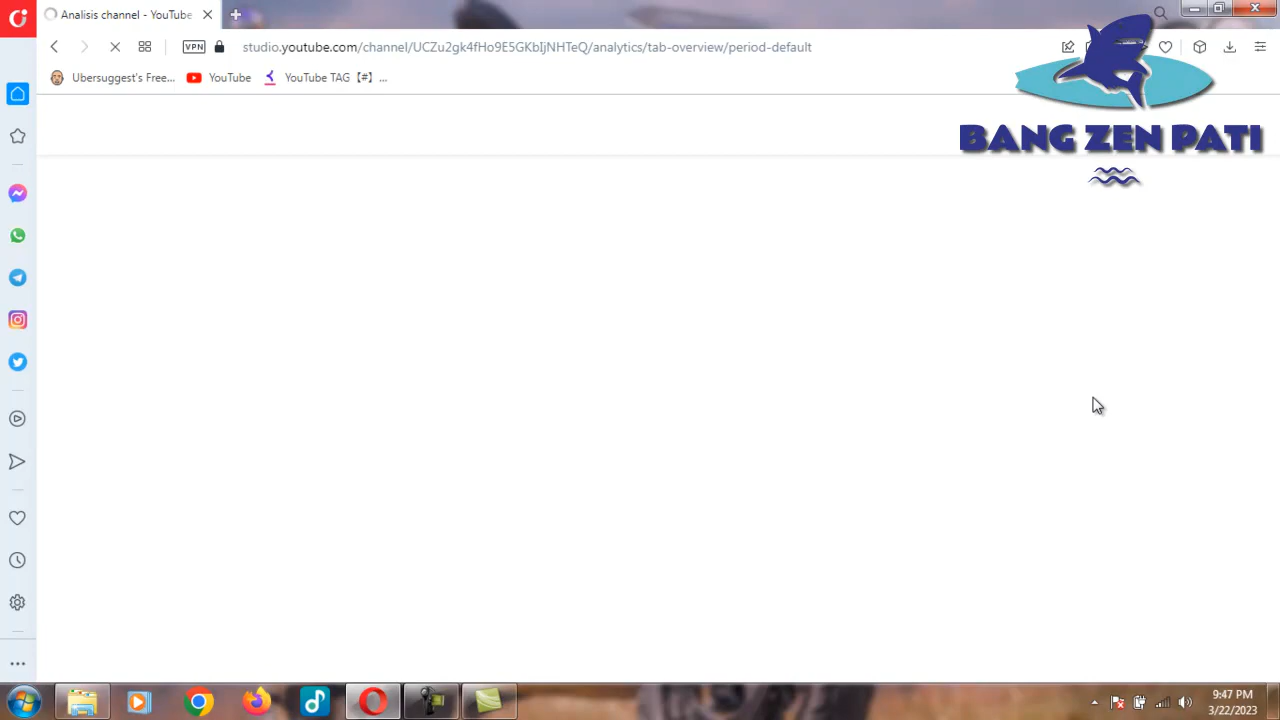 Analisis channel - YouTube
VPN
studio.youtube.com/channel/UCZu2gk4fHo9E5GKbIjNHTeQ/analytics/tab-overview/period-default
Ubersuggest's Free...
YouTube
YouTube TAG【#】 ...
BANG ZEN PATI
9:47 PM
3/22/2023